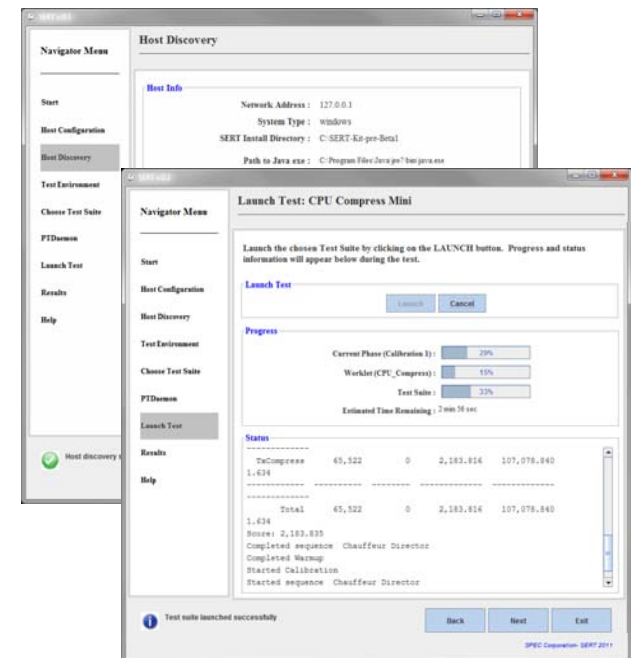 Navigator Menu
Start
Host Configuration
Host Discovery
Test Environment
Choose Test Suite
PTDaemon
Launch Test
Results
Help
Host discovery
Host Discovery
Host Info
Network Address : 127.0.0.1
System Type : windows
SERT Install Directory : C:\SERT-Kit-pre-Beta1
Path to Java exe : C:\Program Files\Java\jre7\bin\java.exe
Navigator Menu
Start
Host Configuration
Host Discovery
Test Environment
Choose Test Suite
PTDaemon
Launch Test
Results
Help
Launch Test: CPU Compress Mini
Launch the chosen Test Suite by clicking on the LAUNCH button. Progress and status
information will appear below during the test.
Launch Test
Launch Cancel
Progress
Current Phase (Calibration 1) : 29%
Worklet (CPU_Compress) : 15%
Test Suite : 33%
Estimated Time Remaining : 2 min 56 sec
Status
-------------
TxCompress 65,522 0 2,183.816 107,078.840
1.634
------------ ---------- -------- ------------- -------------
-------------
Total 65,522 0 2,183.816 107,078.840
1.634
Score: 2,183.835
Completed sequence Chauffeur Director
Completed Warmup
Started Calibration
Started sequence Chauffeur Director
Test suite launched successfully
Back Next Exit
SPEC Corporation- SERT 2011